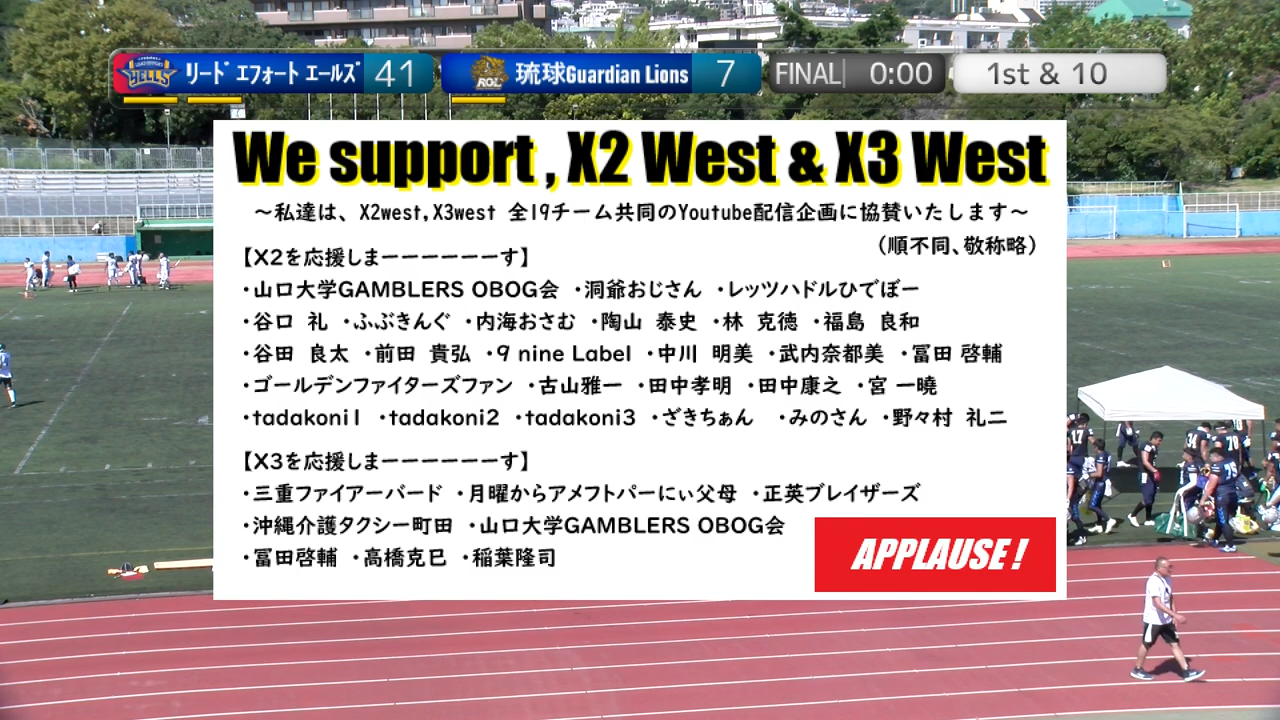 HELLS リードエフォートエールズ 41 RGL 琉球Guardian Lions 7 FINAL 0:00 1st & 10
We support , X2 West & X3 West
～私達は、X2west,X3west 全19チーム共同のYoutube配信企画に協賛いたします～
（順不同、敬称略）
【X2を応援しまーーーーーーす】
・山口大学GAMBLERS OBOG会 ・洞爺おじさん ・レッツハドルひでぼー
・谷口 礼 ・ふぶきんぐ ・内海おさむ ・陶山 泰史 ・林 克徳 ・福島 良和
・谷田 良太 ・前田 貴弘 ・9 nine Label ・中川 明美 ・武内奈都美 ・冨田 啓輔
・ゴールデンファイターズファン ・古山雅一 ・田中孝明 ・田中康之 ・宮 一曉
・tadakoni1 ・tadakoni2 ・tadakoni3 ・ざきちぁん ・みのさん ・野々村 礼二
【X3を応援しまーーーーーーす】
・三重ファイアーバード ・月曜からアメフトパーにぃ父母 ・正英ブレイザーズ
・沖縄介護タクシー町田 ・山口大学GAMBLERS OBOG会
・冨田啓輔 ・高橋克巳 ・稲葉隆司
APPLAUSE!
17
34
78
75